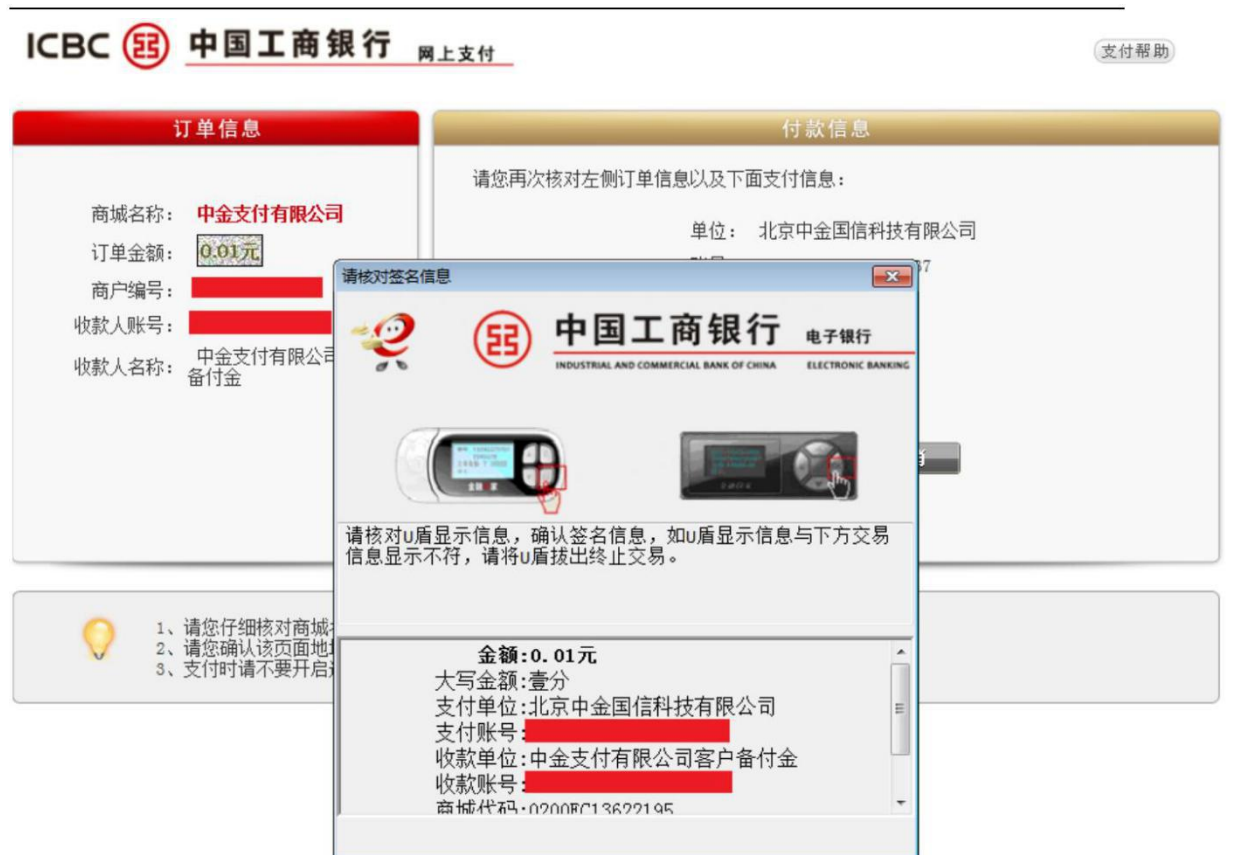 ICBC 中国工商银行 网上支付
支付帮助
订单信息
商城名称： 中金支付有限公司
订单金额： 0.01元
商户编号：
收款人账号：
收款人名称： 中金支付有限公司
备付金
付款信息
请您再次核对左侧订单信息以及下面支付信息：
单位： 北京中金国信科技有限公司
37
请核对签名信息
中国工商银行 电子银行
INDUSTRIAL AND COMMERCIAL BANK OF CHINA ELECTRONIC BANKING
请核对U盾显示信息，确认签名信息，如U盾显示信息与下方交易
信息显示不符，请将U盾拔出终止交易。
金额:0.01元
大写金额:壹分
支付单位:北京中金国信科技有限公司
支付账号:
收款单位:中金支付有限公司客户备付金
收款账号:
商城代码:0200EC13622195
1、请您仔细核对商城
2、请您确认该页面地
3、支付时请不要开启